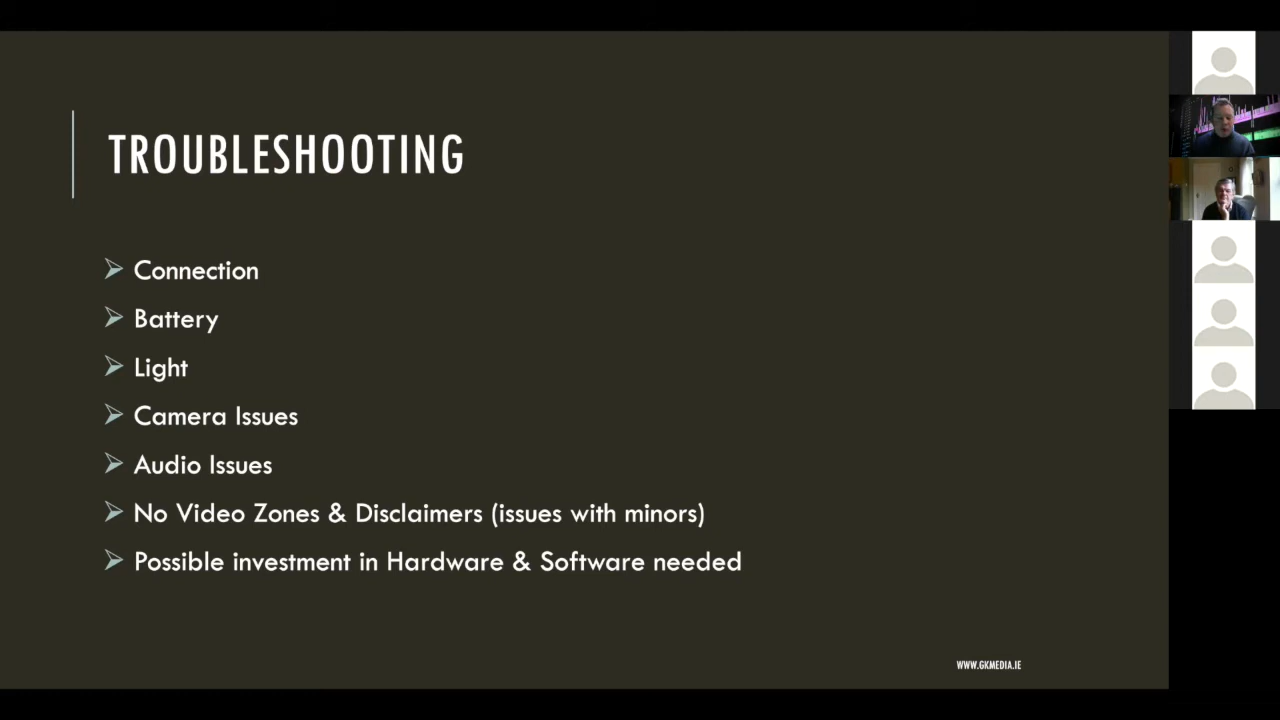 TROUBLESHOOTING
Connection
Battery
Light
Camera Issues
Audio Issues
No Video Zones & Disclaimers (issues with minors)
Possible investment in Hardware & Software needed
WWW.GKMEDIA.IE